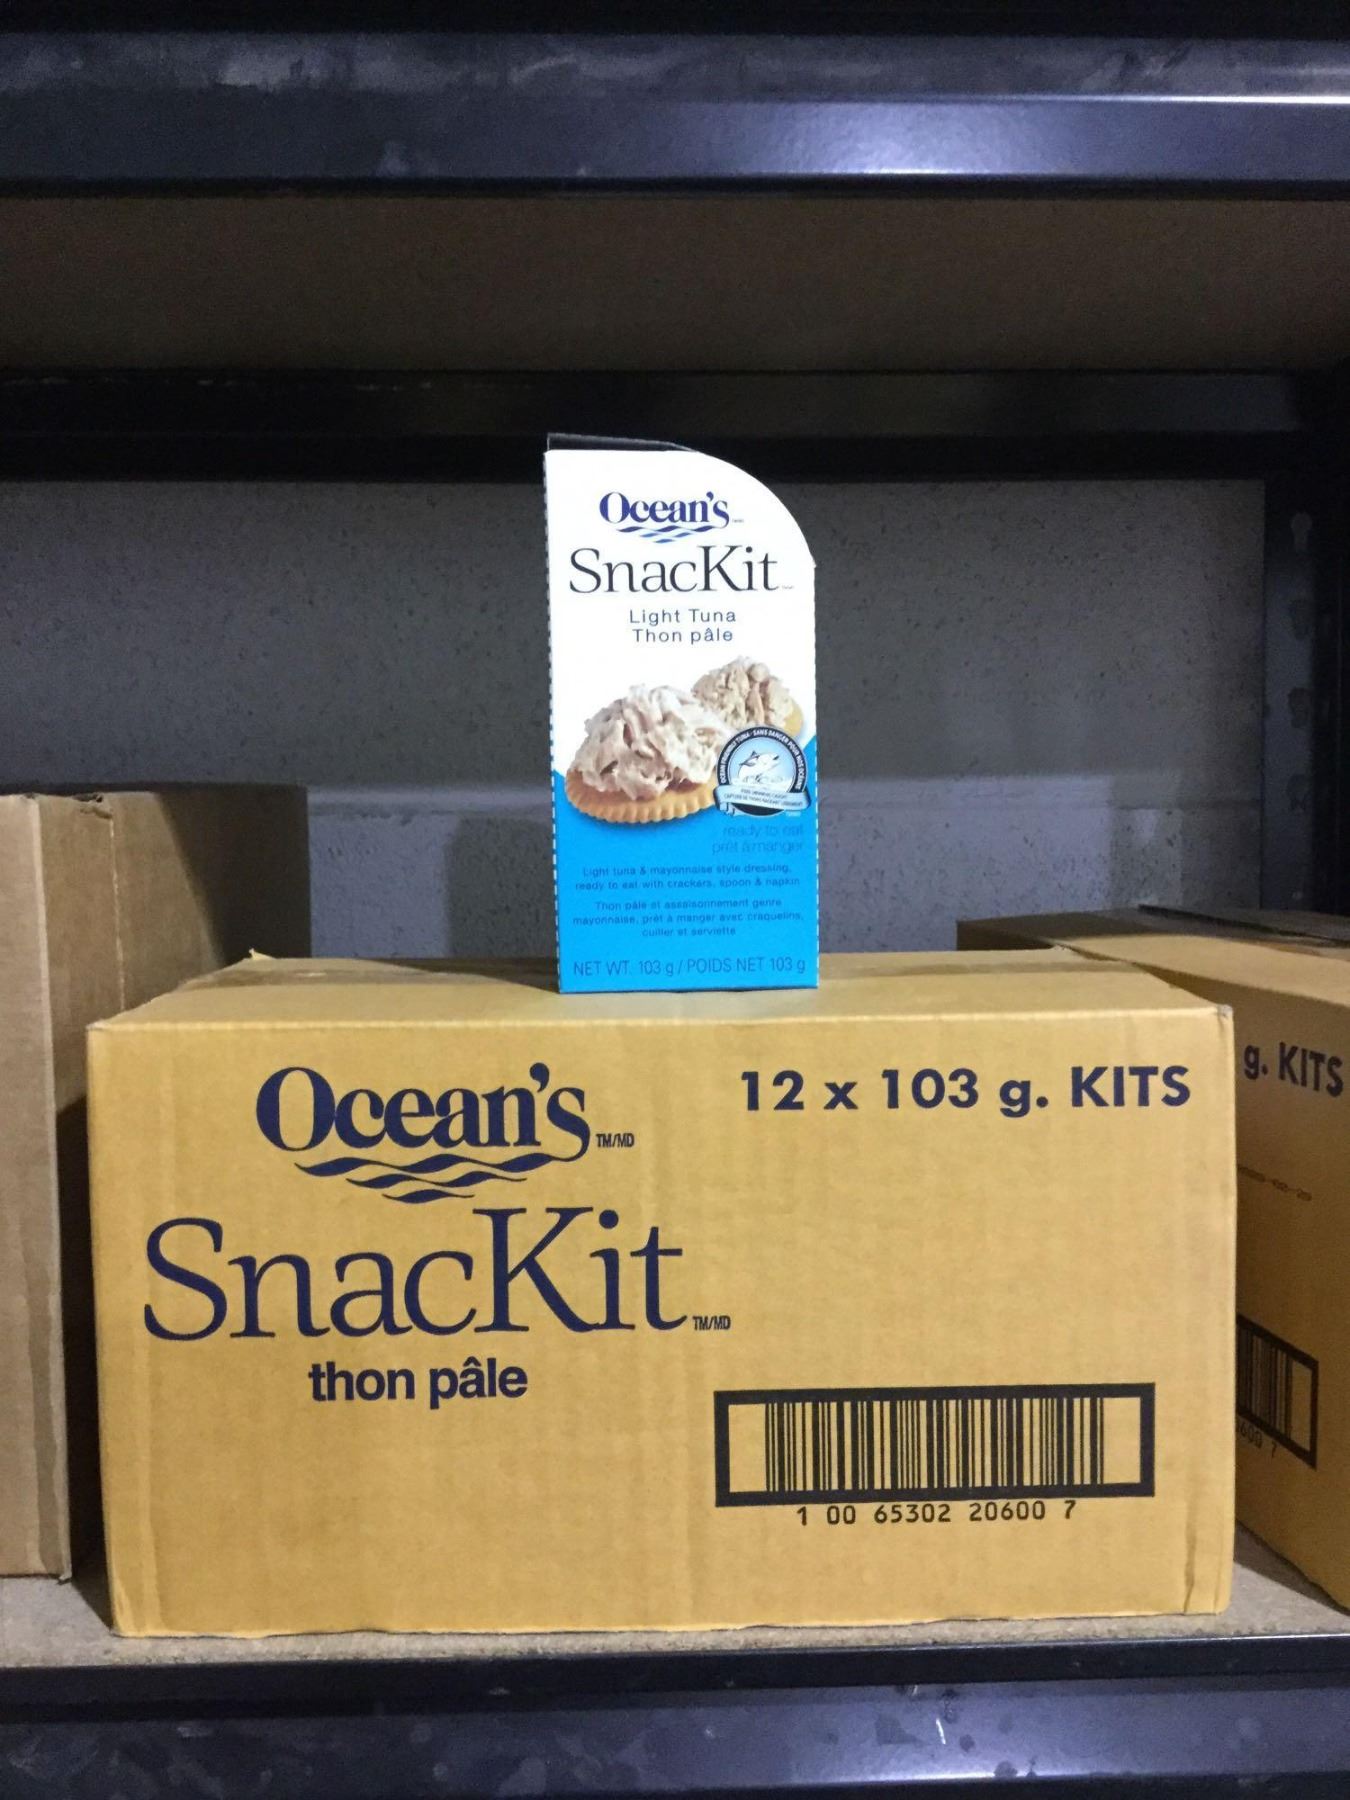 Ocean's
SnacKit
Light Tuna
Thon pâle
ready to eat
prêt à manger
Light tuna & mayonnaise style dressing,
ready to eat with crackers, spoon & napkin
Thon pâle et assaisonnement genre
mayonnaise, prêt à manger avec craquelins,
cuiller et serviette
NET WT. 103 g / POIDS NET 103 g
Ocean's TM/MD
SnacKit TM/MD
thon pâle
12 x 103 g. KITS
1 00 65302 20600 7
g. KITS